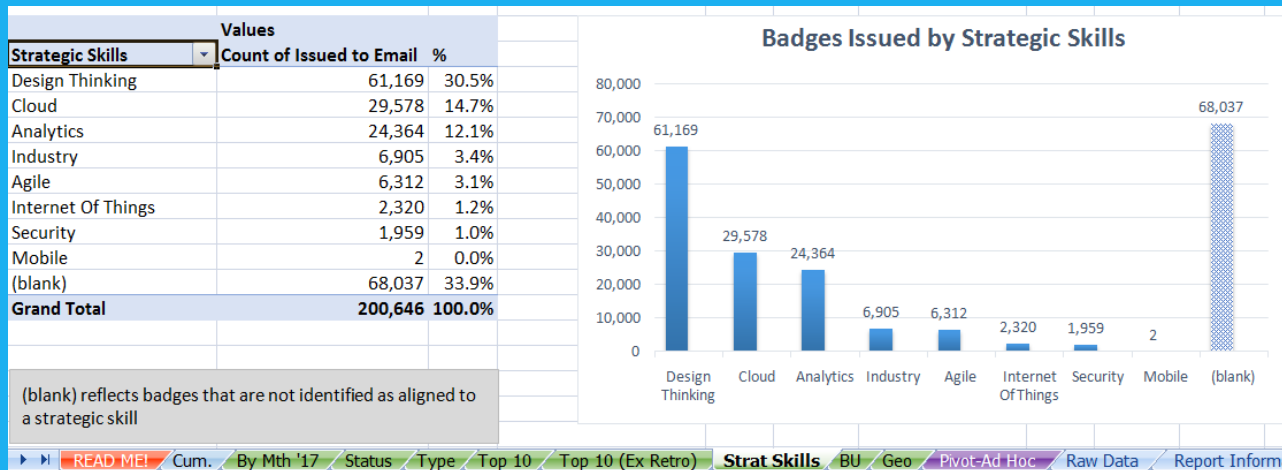 Values
Strategic Skills Count of Issued to Email %
Design Thinking 61,169 30.5%
Cloud 29,578 14.7%
Analytics 24,364 12.1%
Industry 6,905 3.4%
Agile 6,312 3.1%
Internet Of Things 2,320 1.2%
Security 1,959 1.0%
Mobile 2 0.0%
(blank) 68,037 33.9%
Grand Total 200,646 100.0%
(blank) reflects badges that are not identified as aligned to
a strategic skill
Badges Issued by Strategic Skills
80,000
70,000
60,000
50,000
40,000
30,000
20,000
10,000
0
61,169
29,578
24,364
6,905
6,312
2,320
1,959
2
68,037
Design
Thinking
Cloud
Analytics
Industry
Agile
Internet
Of Things
Security
Mobile
(blank)
READ ME! Cum. By Mth '17 Status Type Top 10 Top 10 (Ex Retro) Strat Skills BU Geo Pivot-Ad Hoc Raw Data Report Inform